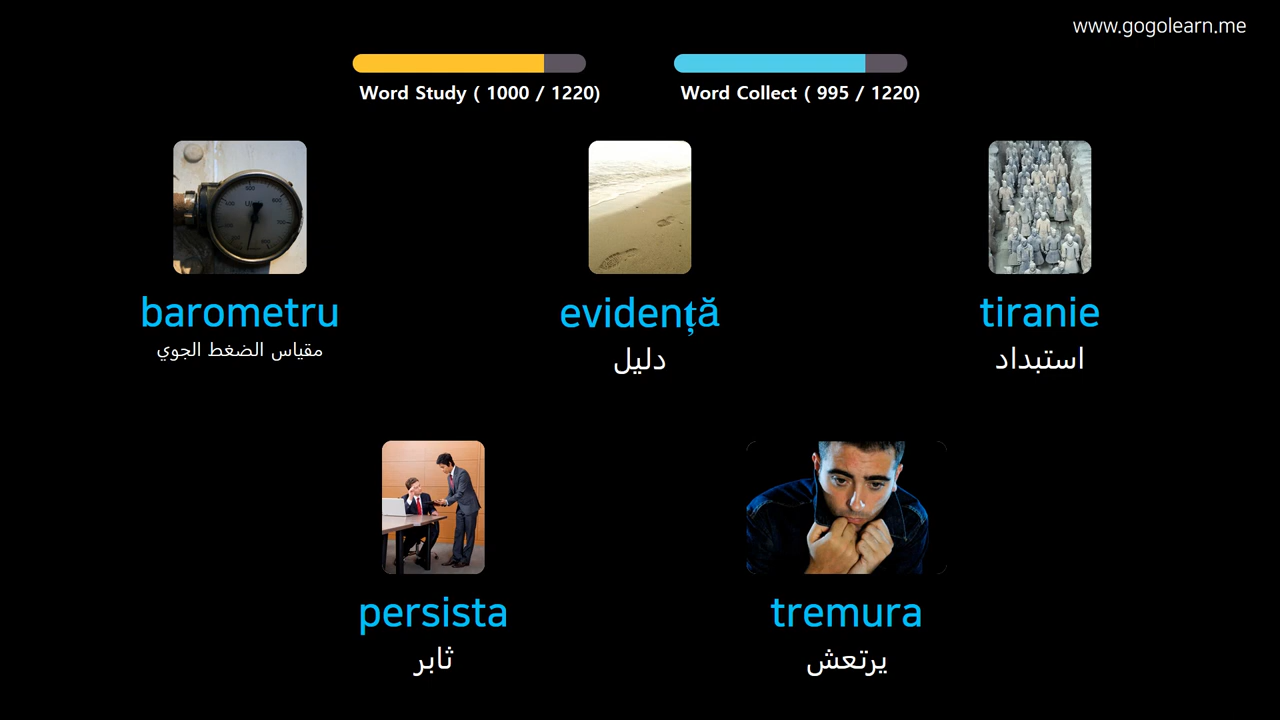 www.gogolearn.me
Word Study ( 1000 / 1220)
Word Collect ( 995 / 1220)
barometru
مقياس الضغط الجوي
evidență
دليل
tiranie
استبداد
persista
ثابر
tremura
يرتعش